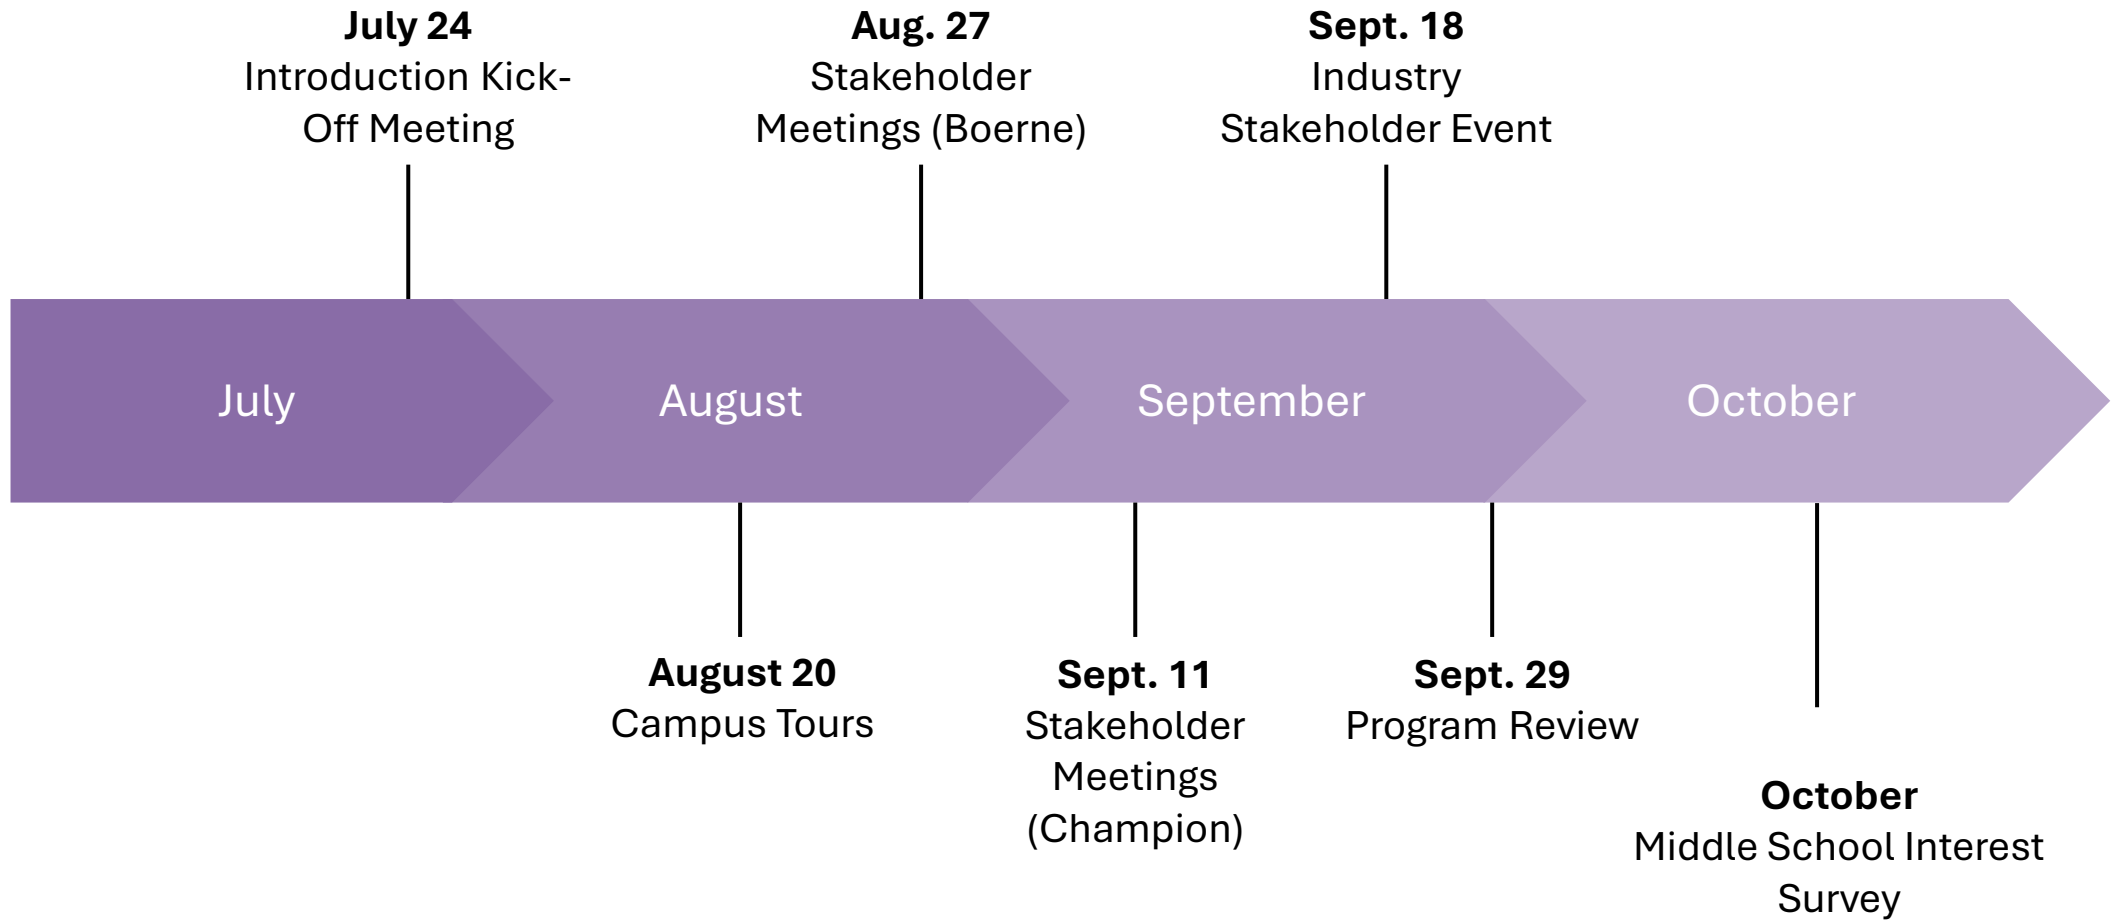 July 24
Introduction Kick-
Off Meeting
Aug. 27
Stakeholder
Meetings (Boerne)
Sept. 18
Industry
Stakeholder Event
July
August
September
October
August 20
Campus Tours
Sept. 11
Stakeholder
Meetings
(Champion)
Sept. 29
Program Review
October
Middle School Interest
Survey